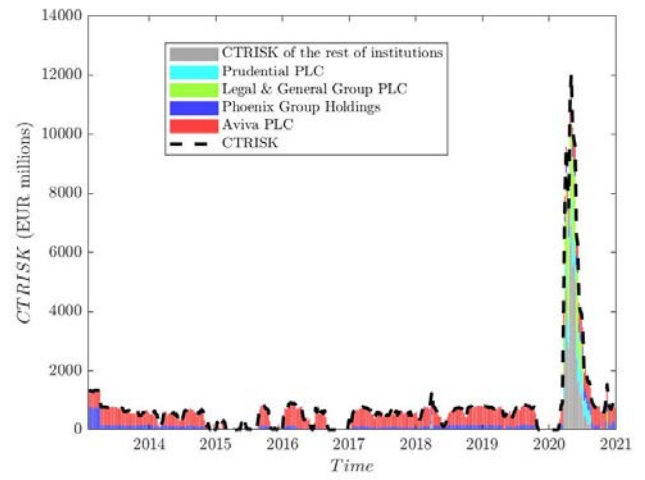 14000
12000
10000
8000
6000
4000
2000
0
CTRISK (EUR millions)
CTRISK of the rest of institutions
Prudential PLC
Legal & General Group PLC
Phoenix Group Holdings
Aviva PLC
CTRISK
2014 2015 2016 2017 2018 2019 2020 2021
Time